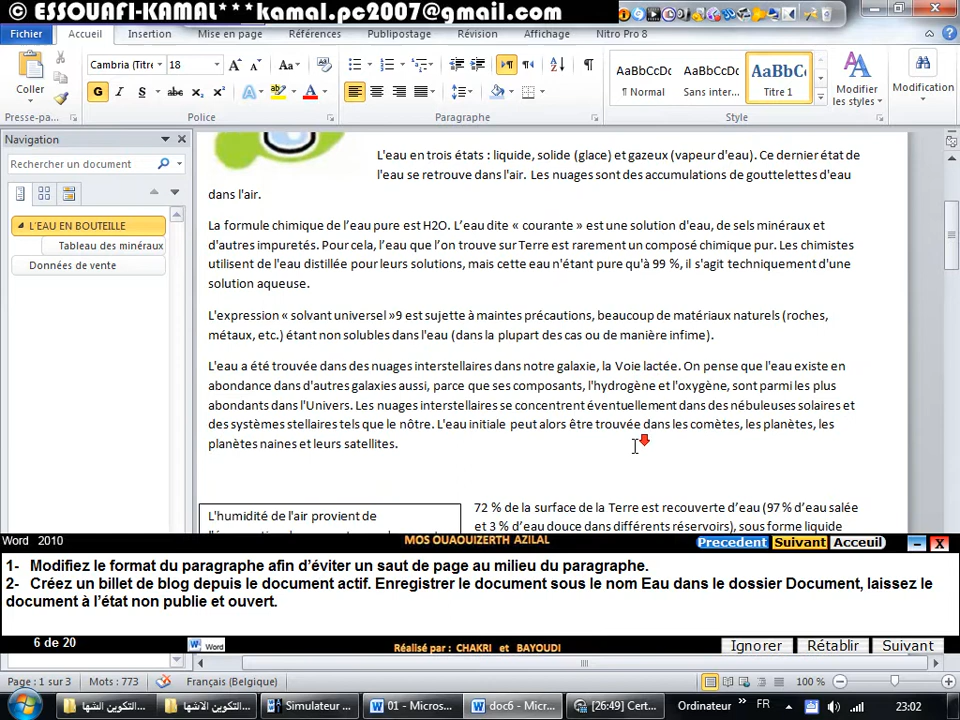 © ESSOUAFI-KAMAL***kamal.pc2007@gmail.com
Fichier Accueil Insertion Mise en page Références Publipostage Révision Affichage Nitro Pro 8
Coller
Cambria (Titre 18
G I S abc x₂ x² A ab A
Aa
AaBbCcDc AaBbCcDc AaBbC
¶ Normal Sans inter... Titre 1
Modifier les styles
Modification
Presse-pa... Police Paragraphe Style
Navigation
Rechercher un document
L'EAU EN BOUTEILLE
Tableau des minéraux
Données de vente
L'eau en trois états : liquide, solide (glace) et gazeux (vapeur d'eau). Ce dernier état de
l'eau se retrouve dans l'air. Les nuages sont des accumulations de gouttelettes d'eau
dans l'air.
La formule chimique de l'eau pure est H2O. L'eau dite « courante » est une solution d'eau, de sels minéraux et
d'autres impuretés. Pour cela, l'eau que l'on trouve sur Terre est rarement un composé chimique pur. Les chimistes
utilisent de l'eau distillée pour leurs solutions, mais cette eau n'étant pure qu'à 99 %, il s'agit techniquement d'une
solution aqueuse.
L'expression « solvant universel »9 est sujette à maintes précautions, beaucoup de matériaux naturels (roches,
métaux, etc.) étant non solubles dans l'eau (dans la plupart des cas ou de manière infime).
L'eau a été trouvée dans des nuages interstellaires dans notre galaxie, la Voie lactée. On pense que l'eau existe en
abondance dans d'autres galaxies aussi, parce que ses composants, l'hydrogène et l'oxygène, sont parmi les plus
abondants dans l'Univers. Les nuages interstellaires se concentrent éventuellement dans des nébuleuses solaires et
des systèmes stellaires tels que le nôtre. L'eau initiale peut alors être trouvée dans les comètes, les planètes, les
planètes naines et leurs satellites.
L'humidité de l'air provient de
72 % de la surface de la Terre est recouverte d'eau (97 % d'eau salée
et 3 % d'eau douce dans différents réservoirs), sous forme liquide
Word 2010 MOS OUAOUIZERTH AZILAL Precedent Suivant Acceuil X
1- Modifiez le format du paragraphe afin d'éviter un saut de page au milieu du paragraphe.
2- Créez un billet de blog depuis le document actif. Enregistrer le document sous le nom Eau dans le dossier Document, laissez le
document à l'état non publie et ouvert.
6 de 20 Word Réalisé par : CHAKRI et BAYOUDI Ignorer Rétablir Suivant
Page : 1 sur 3 Mots : 773 Français (Belgique) 100 %
Simulateur 01 - Micros... doc6 - Mic... [26:49] Cert... Ordinateur FR 23:02